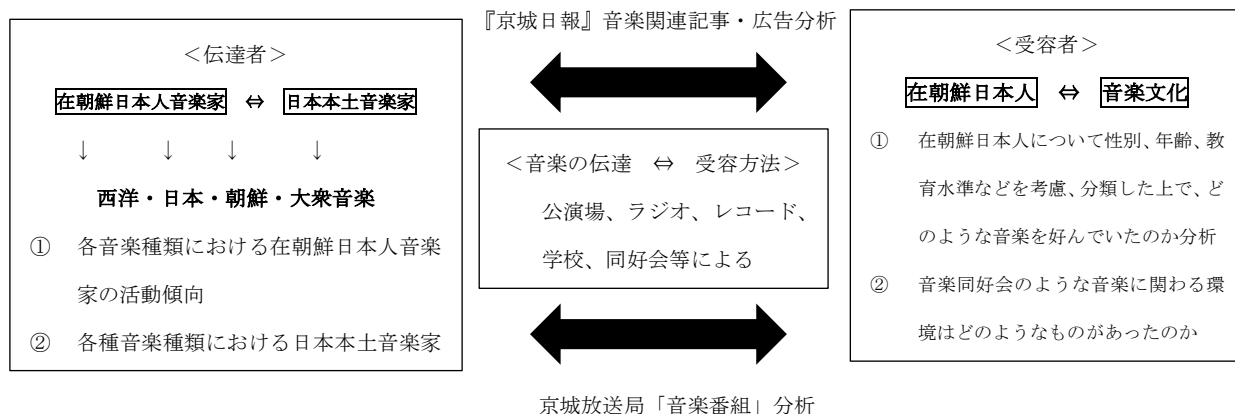 『京城日報』音楽関連記事・広告分析
＜伝達者＞
在朝鮮日本人音楽家 ⇔ 日本本土音楽家
↓ ↓ ↓ ↓
西洋・日本・朝鮮・大衆音楽
① 各音楽種類における在朝鮮日本人音楽
家の活動傾向
② 各種音楽種類における日本本土音楽家
＜音楽の伝達 ⇔ 受容方法＞
公演場、ラジオ、レコード、
学校、同好会等による
＜受容者＞
在朝鮮日本人 ⇔ 音楽文化
① 在朝鮮日本人について性別、年齢、教
育水準などを考慮、分類した上で、ど
のような音楽を好んでいたのか分析
② 音楽同好会のような音楽に関わる環
境はどのようなものがあったのか
京城放送局「音楽番組」分析